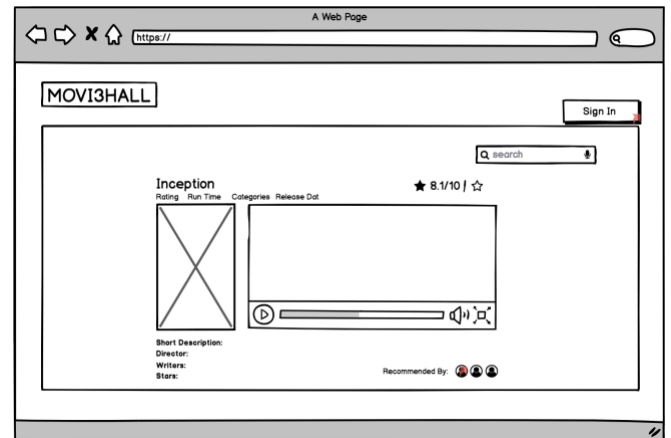 A Web Page
https://
MOVI3HALL
Sign In
search
Inception
8.1/10 /
Rating Run Time Categories Release Dat
Short Description:
Director:
Writers:
Stars:
Recommended By: